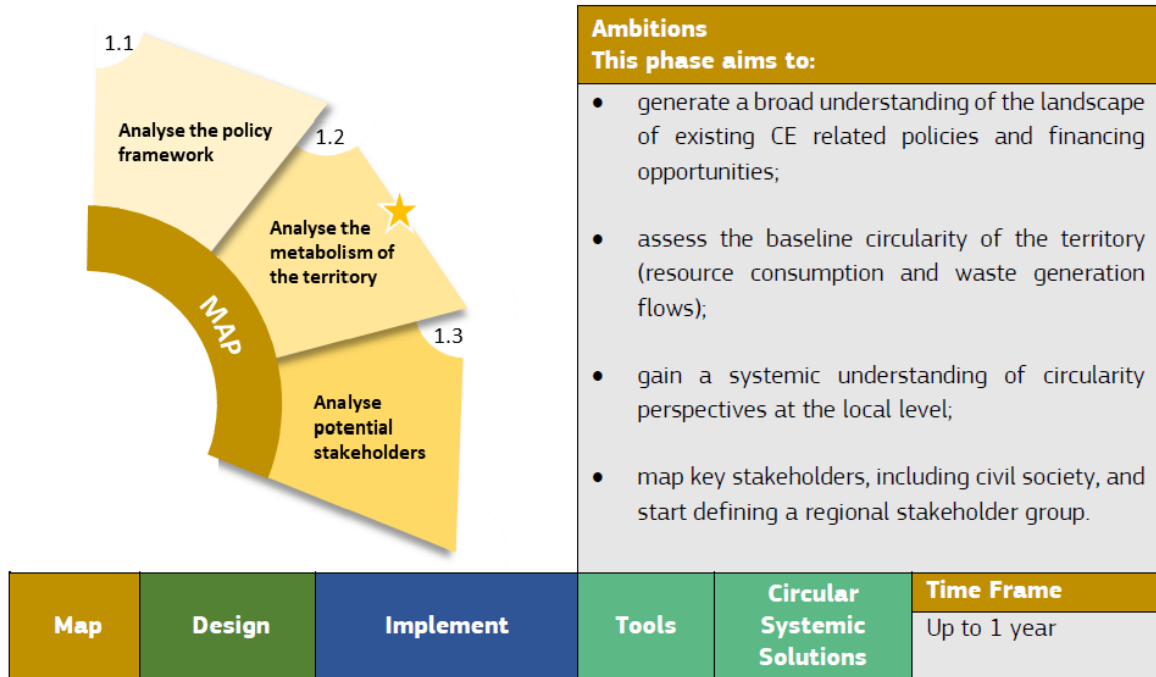 1.1
Analyse the policy
framework
1.2
Analyse the
metabolism of
the territory
1.3
Analyse
potential
stakeholders
MAP
Ambitions
This phase aims to:
• generate a broad understanding of the landscape
of existing CE related policies and financing
opportunities;
• assess the baseline circularity of the territory
(resource consumption and waste generation
flows);
• gain a systemic understanding of circularity
perspectives at the local level;
• map key stakeholders, including civil society, and
start defining a regional stakeholder group.
Map
Design
Implement
Tools
Circular
Systemic
Solutions
Time Frame
Up to 1 year